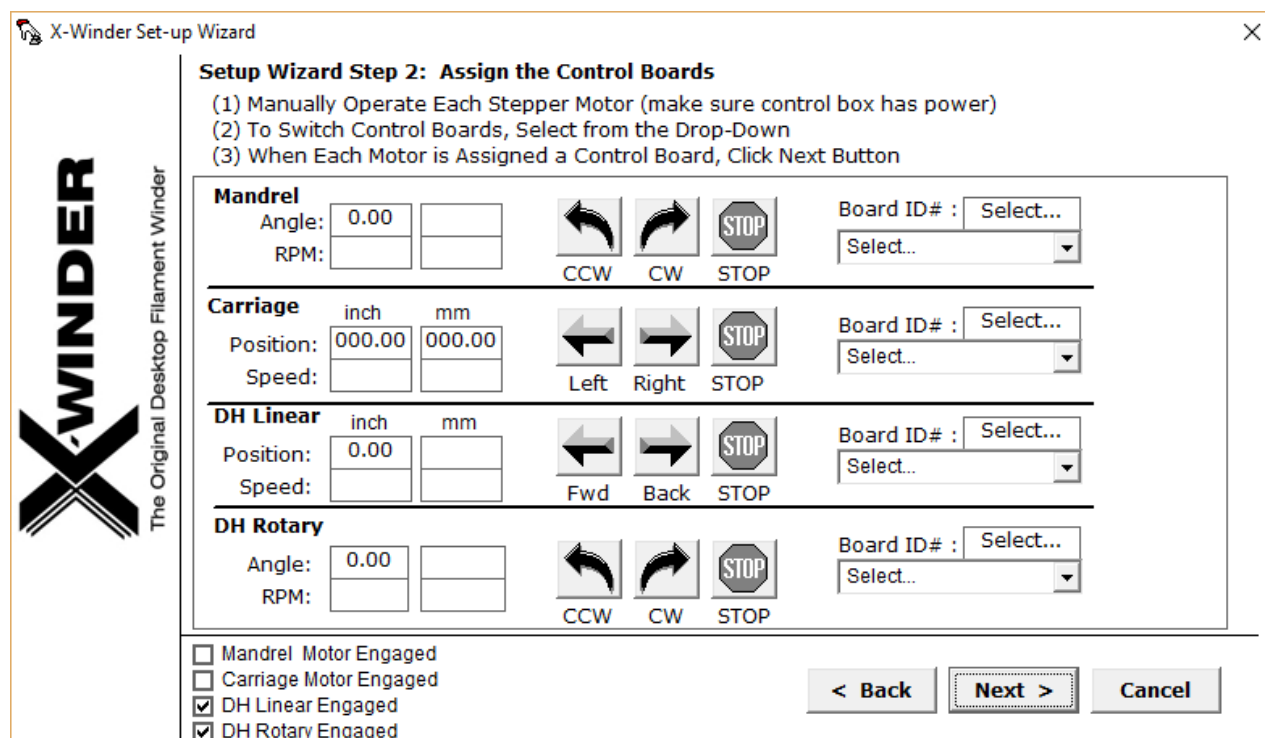 X-Winder Set-up Wizard
X-WINDER
The Original Desktop Filament Winder
Setup Wizard Step 2: Assign the Control Boards
(1) Manually Operate Each Stepper Motor (make sure control box has power)
(2) To Switch Control Boards, Select from the Drop-Down
(3) When Each Motor is Assigned a Control Board, Click Next Button
Mandrel
Angle: 0.00
RPM:
CCW CW STOP
STOP
Board ID# : Select...
Select...
Carriage
inch mm
Position: 000.00 000.00
Speed:
STOP
Left Right STOP
Board ID# : Select...
Select...
DH Linear
inch mm
Position: 0.00
Speed:
STOP
Fwd Back STOP
Board ID# : Select...
Select...
DH Rotary
Angle: 0.00
RPM:
STOP
CCW CW STOP
Board ID# : Select...
Select...
Mandrel Motor Engaged
Carriage Motor Engaged
DH Linear Engaged
DH Rotary Engaged
< Back Next > Cancel